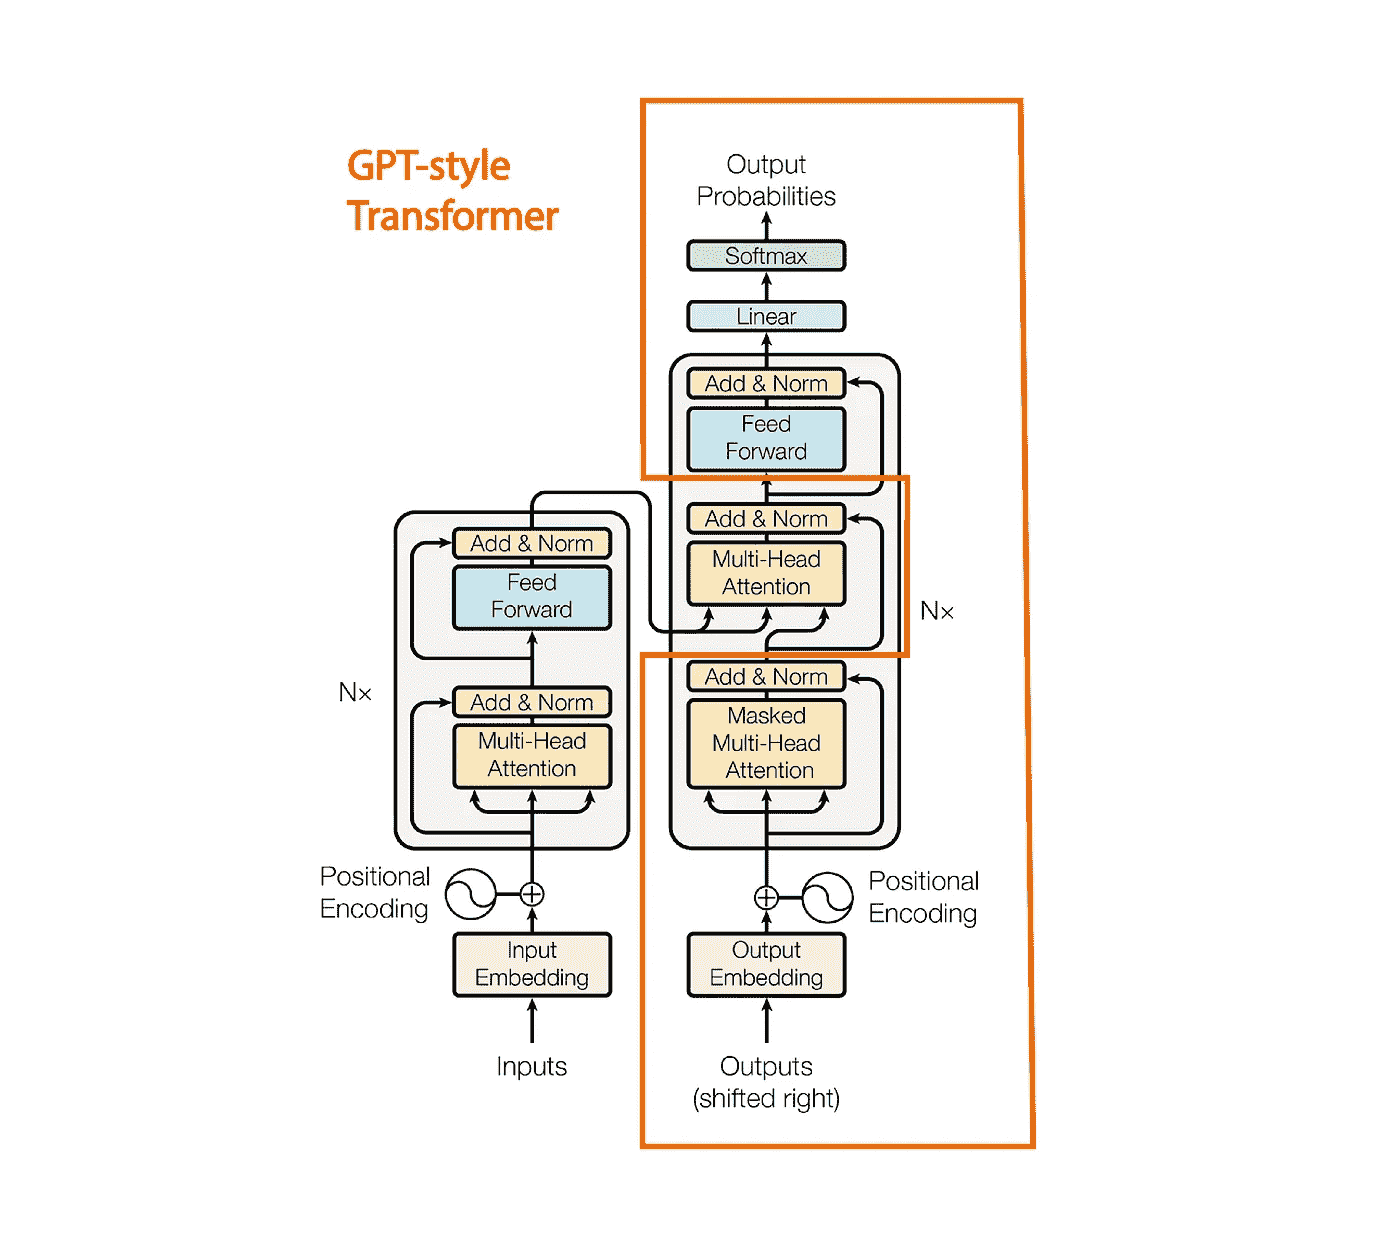 GPT-style
Transformer
Output
Probabilities
Softmax
Linear
Add & Norm
Feed
Forward
Add & Norm
Multi-Head
Attention
Nx
Add & Norm
Masked
Multi-Head
Attention
Positional
Encoding
Output
Embedding
Outputs
(shifted right)
Add & Norm
Feed
Forward
Nx
Add & Norm
Multi-Head
Attention
Positional
Encoding
Input
Embedding
Inputs